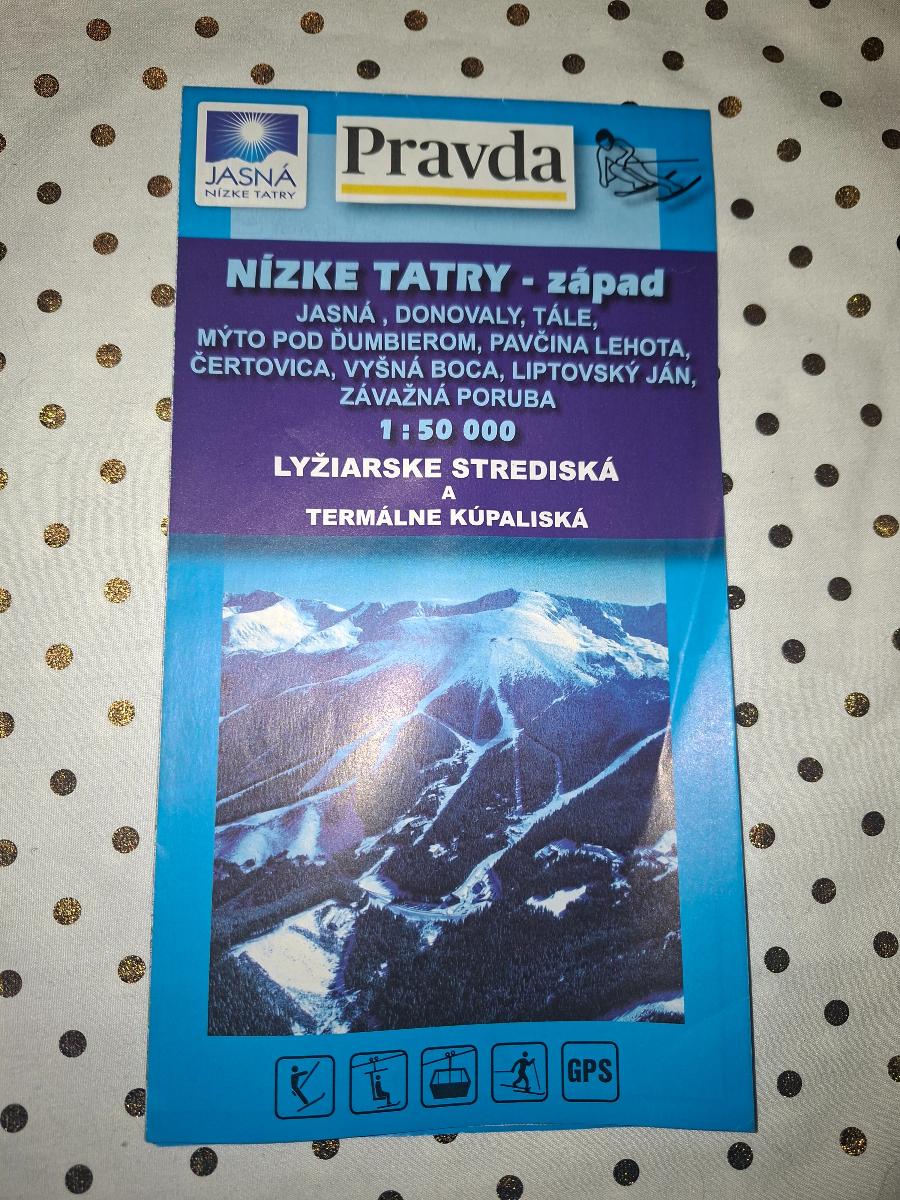 JASNÁ
NÍZKE TATRY
Pravda
NÍZKE TATRY - západ
JASNÁ , DONOVALY, TÁLE,
MÝTO POD ĎUMBIEROM, PAVČINA LEHOTA,
ČERTOVICA, VYŠNÁ BOCA, LIPTOVSKÝ JÁN,
ZÁVAŽNÁ PORUBA
1 : 50 000
LYŽIARSKE STREDISKÁ
A
TERMÁLNE KÚPALISKÁ
GPS